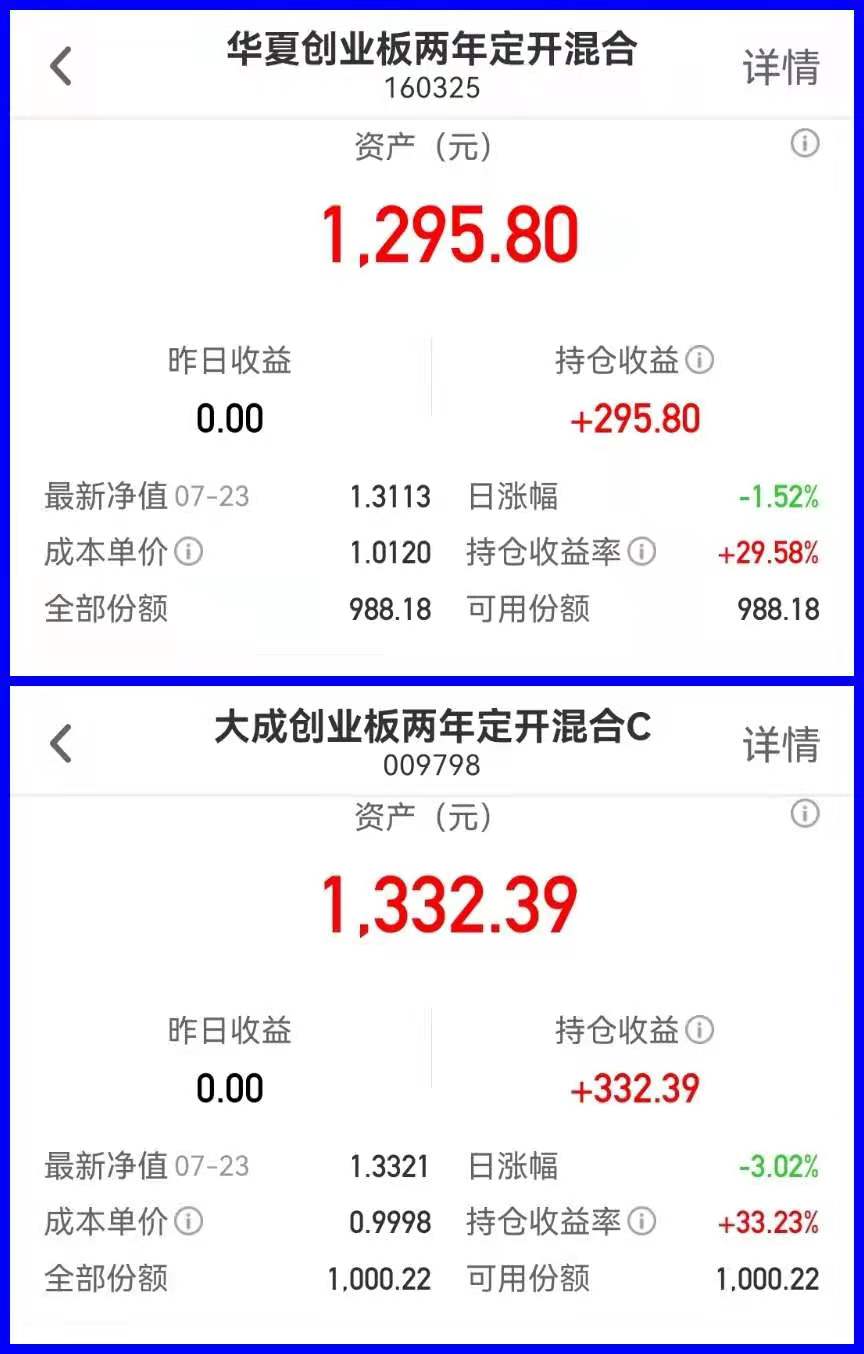 华夏创业板两年定开混合
160325
详情
资产（元）
1,295.80
昨日收益 持仓收益
0.00 +295.80
最新净值 07-23 1.3113 日涨幅 -1.52%
成本单价 1.0120 持仓收益率 +29.58%
全部份额 988.18 可用份额 988.18
大成创业板两年定开混合C
009798
详情
资产（元）
1,332.39
昨日收益 持仓收益
0.00 +332.39
最新净值 07-23 1.3321 日涨幅 -3.02%
成本单价 0.9998 持仓收益率 +33.23%
全部份额 1,000.22 可用份额 1,000.22